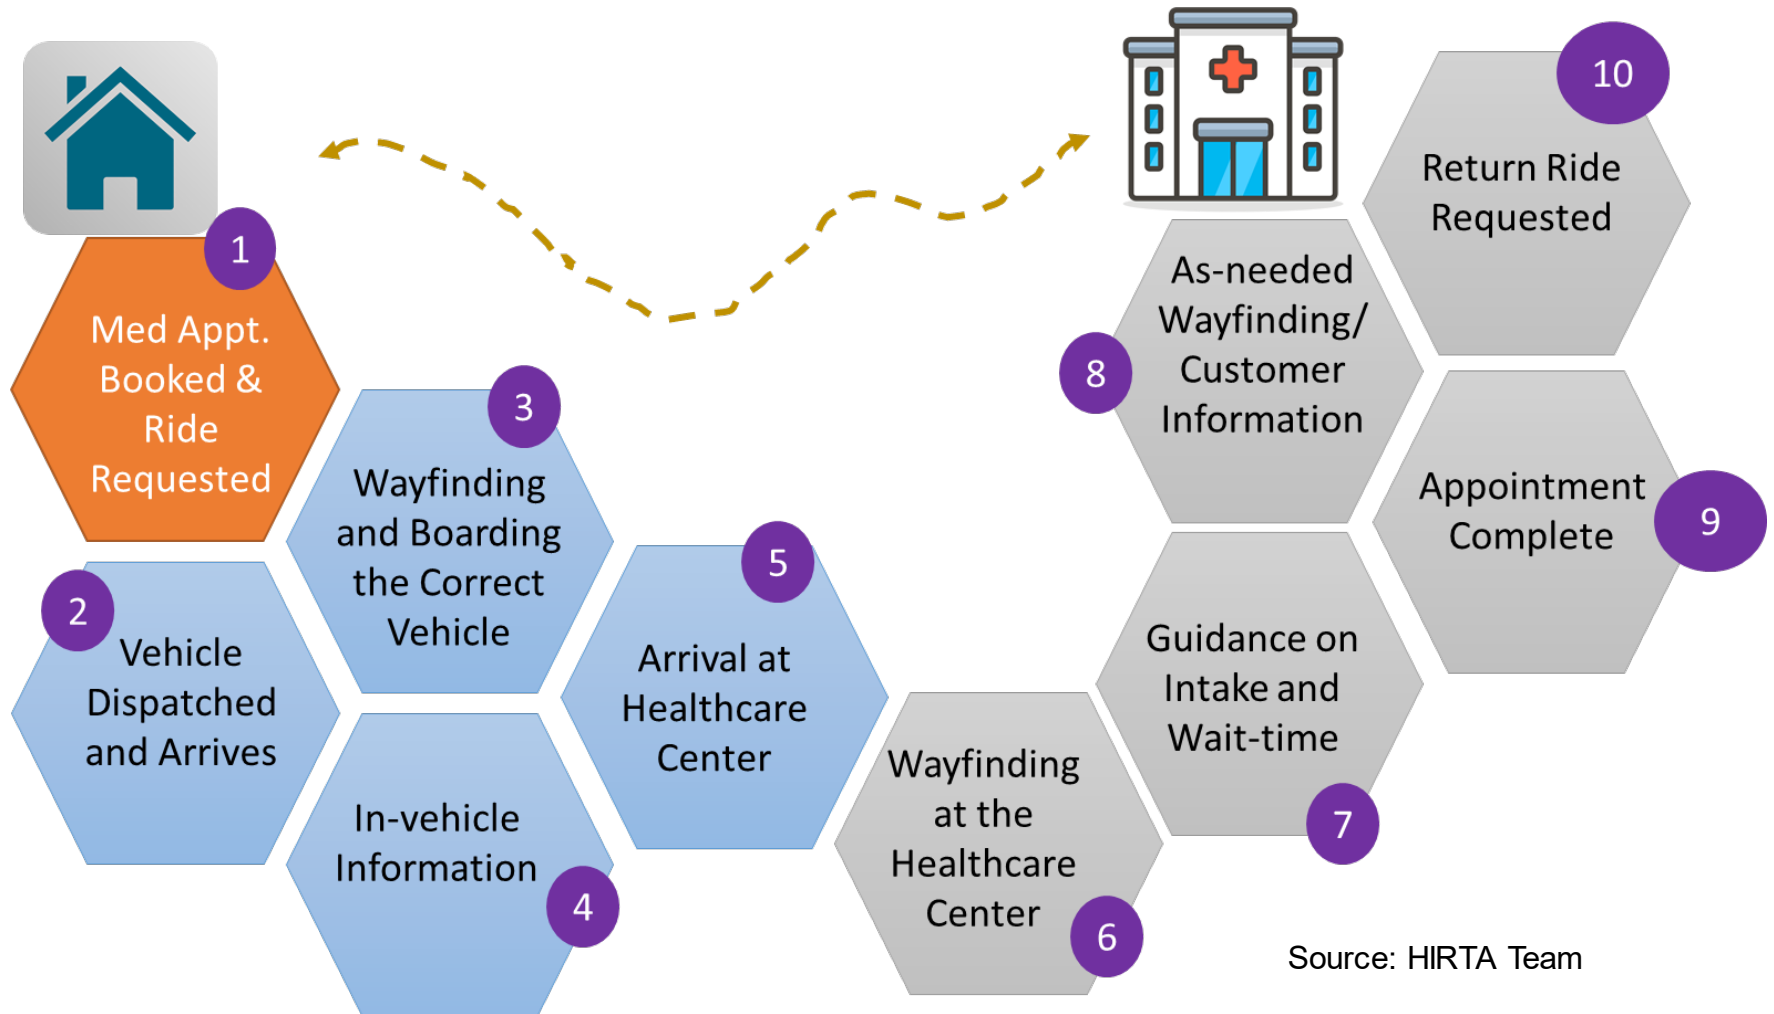 1
Med Appt.
Booked &
Ride
Requested
2
Vehicle
Dispatched
and Arrives
3
Wayfinding
and Boarding
the Correct
Vehicle
4
In-vehicle
Information
5
Arrival at
Healthcare
Center
6
Wayfinding
at the
Healthcare
Center
7
Guidance on
Intake and
Wait-time
8
As-needed
Wayfinding/
Customer
Information
9
Appointment
Complete
10
Return Ride
Requested
Source: HIRTA Team